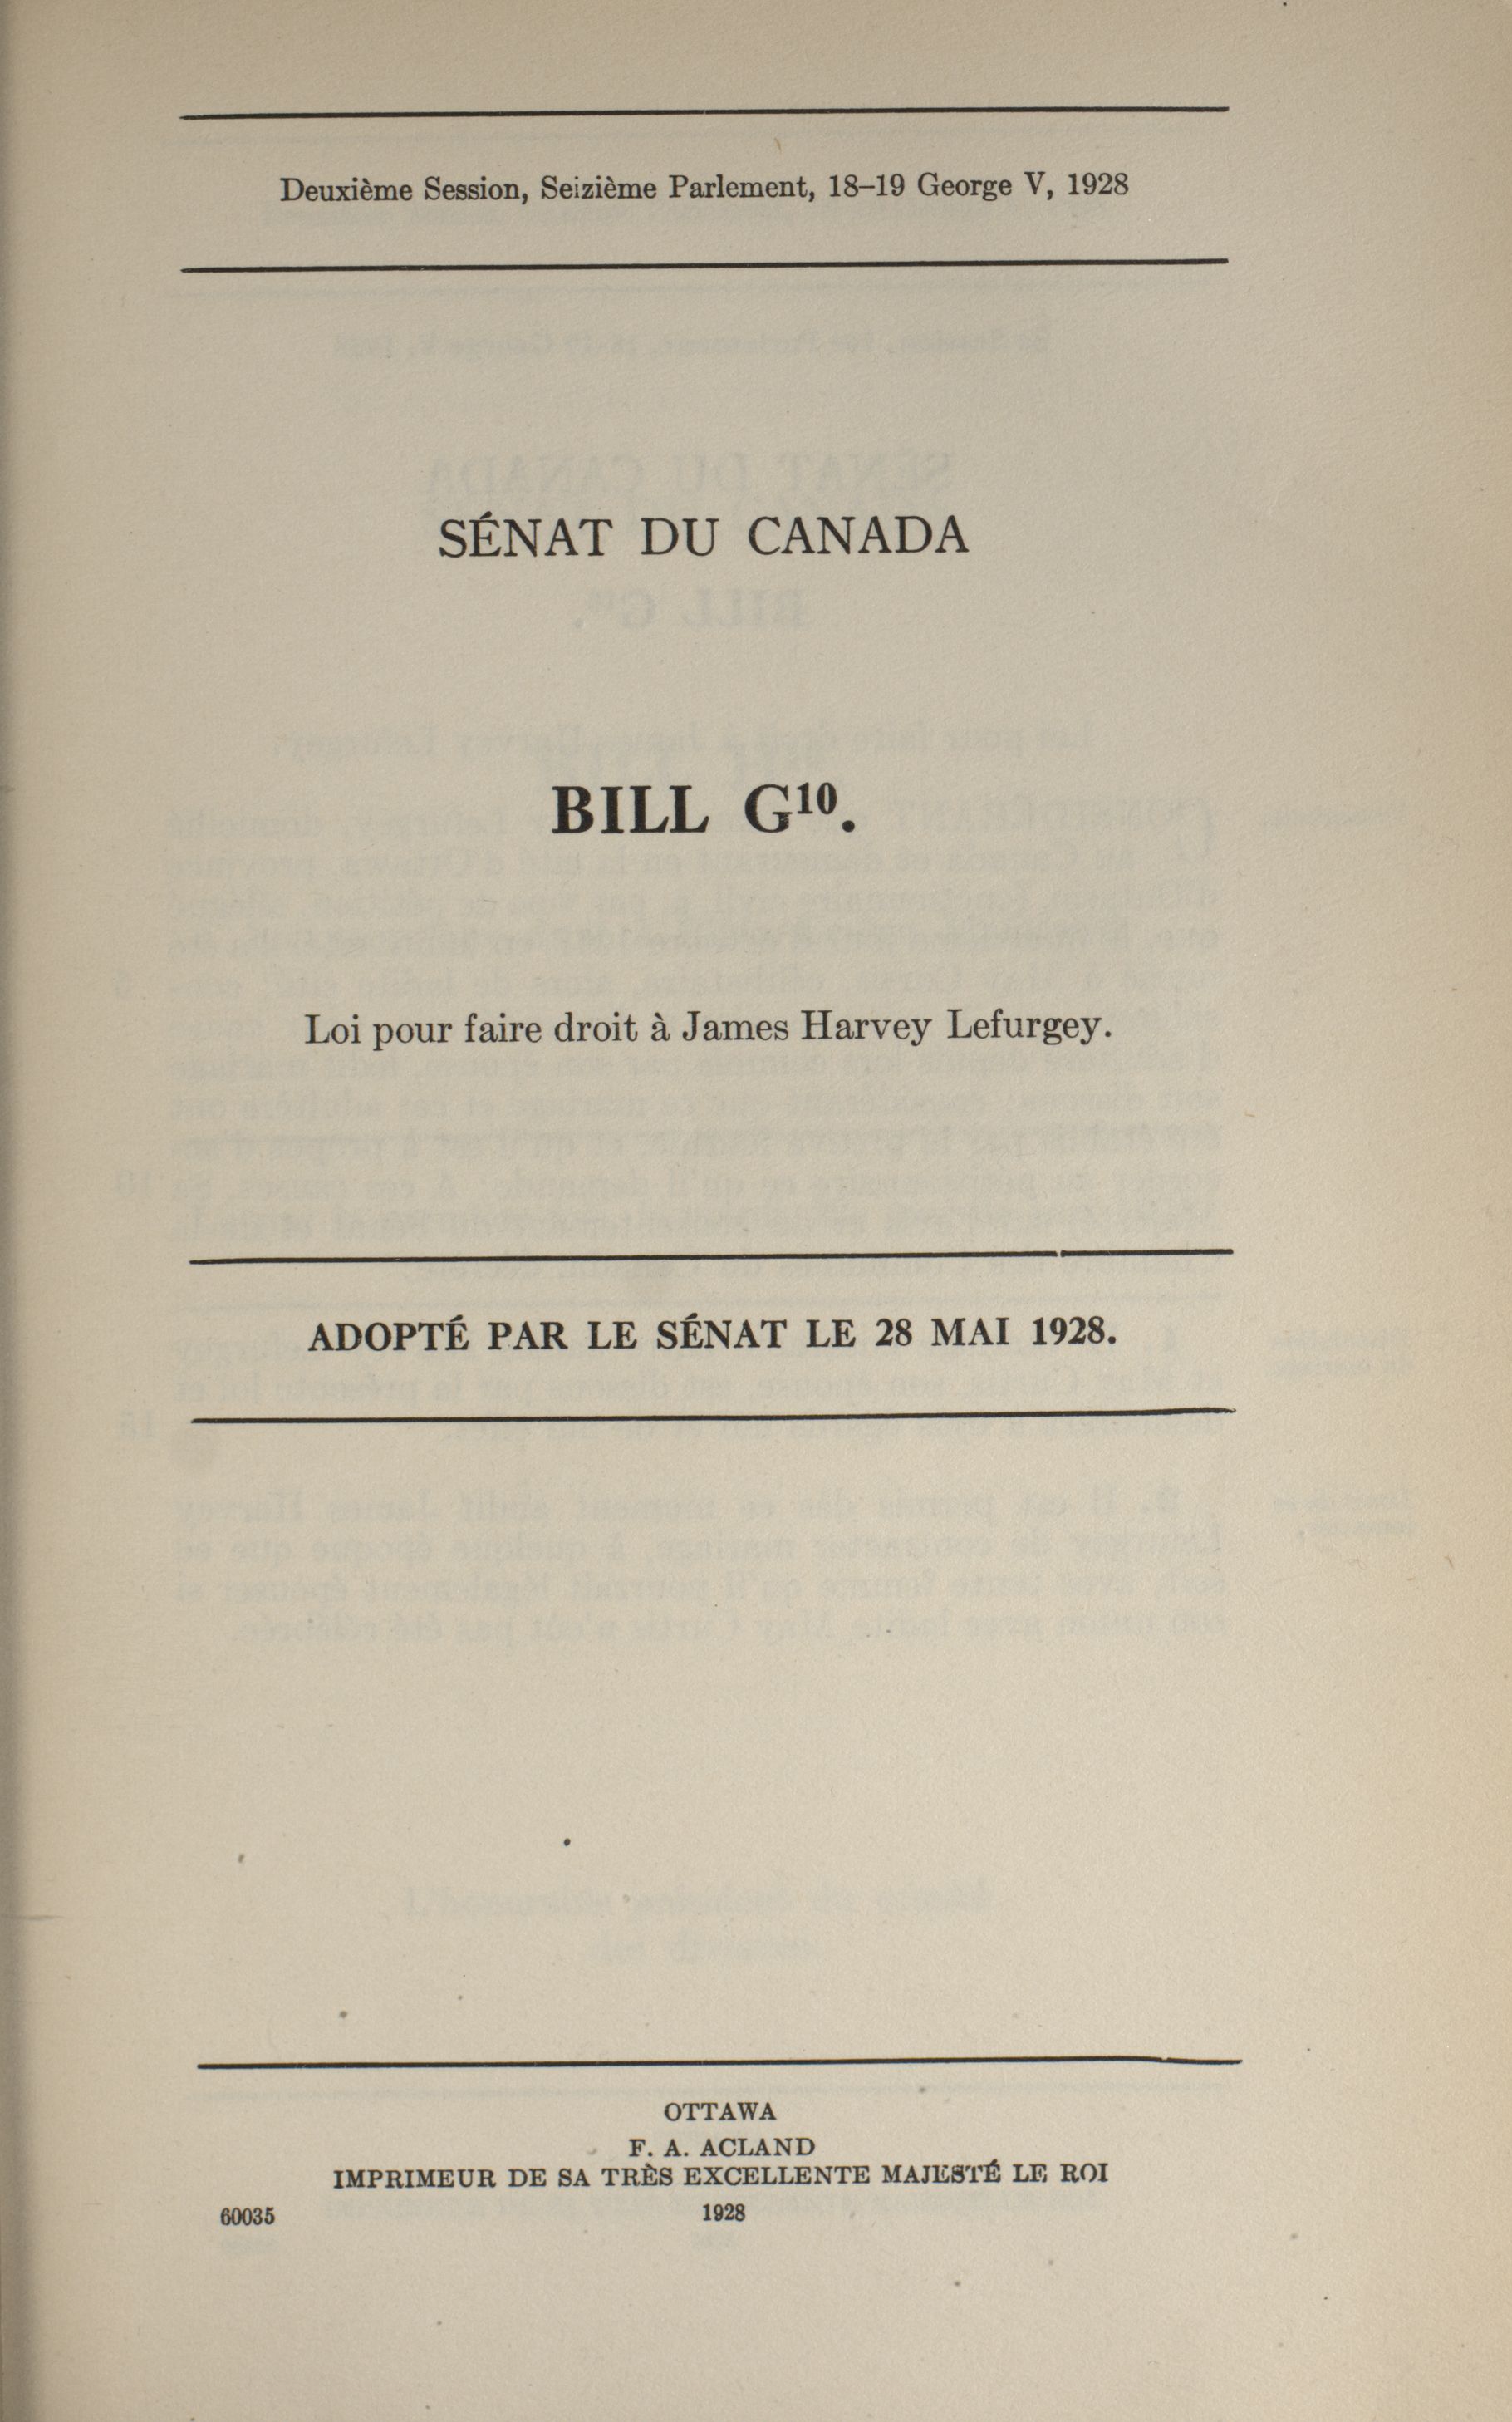 Deuxième Session, Seizième Parlement, 18–19 George V, 1928
SÉNAT DU CANADA
BILL G¹⁰.
Loi pour faire droit à James Harvey Lefurgey.
ADOPTÉ PAR LE SÉNAT LE 28 MAI 1928.
OTTAWA
F. A. ACLAND
IMPRIMEUR DE SA TRÈS EXCELLENTE MAJESTÉ LE ROI
60035 1928